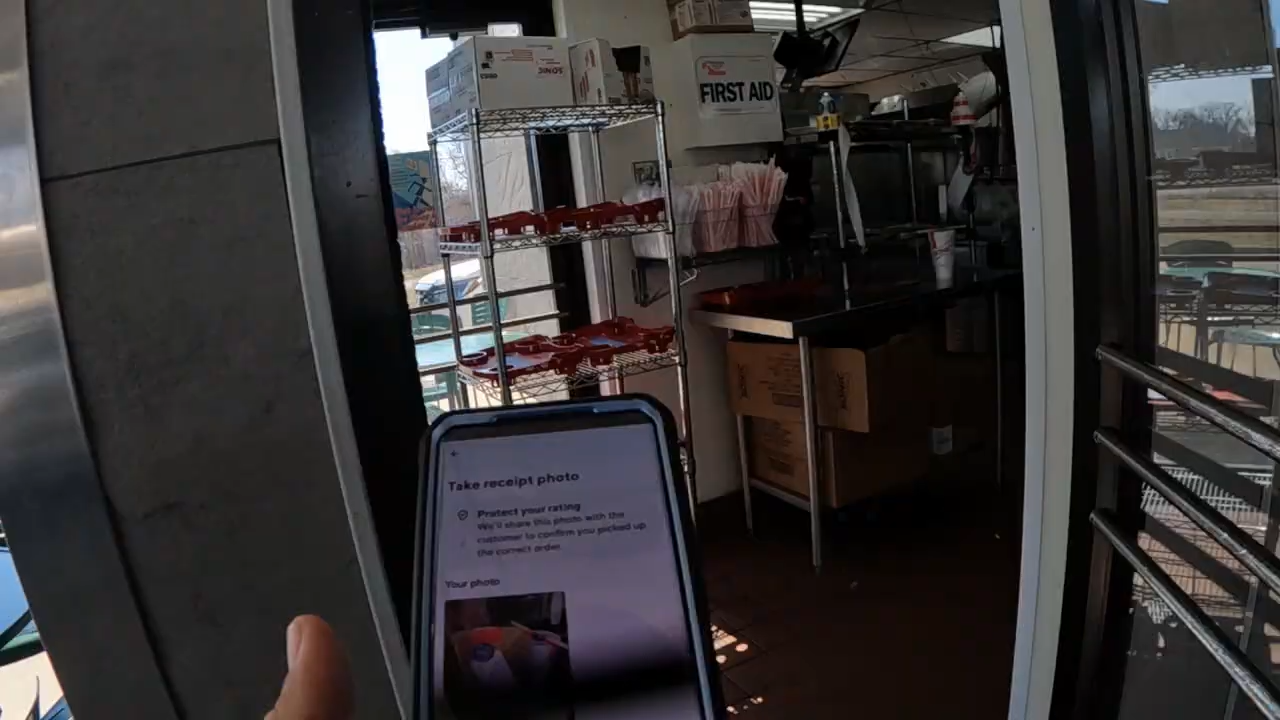 SONIC
FIRST AID
Take receipt photo
Protect your rating
We'll share this photo with the
customer to confirm you picked up
the correct order.
Your photo
SONIC